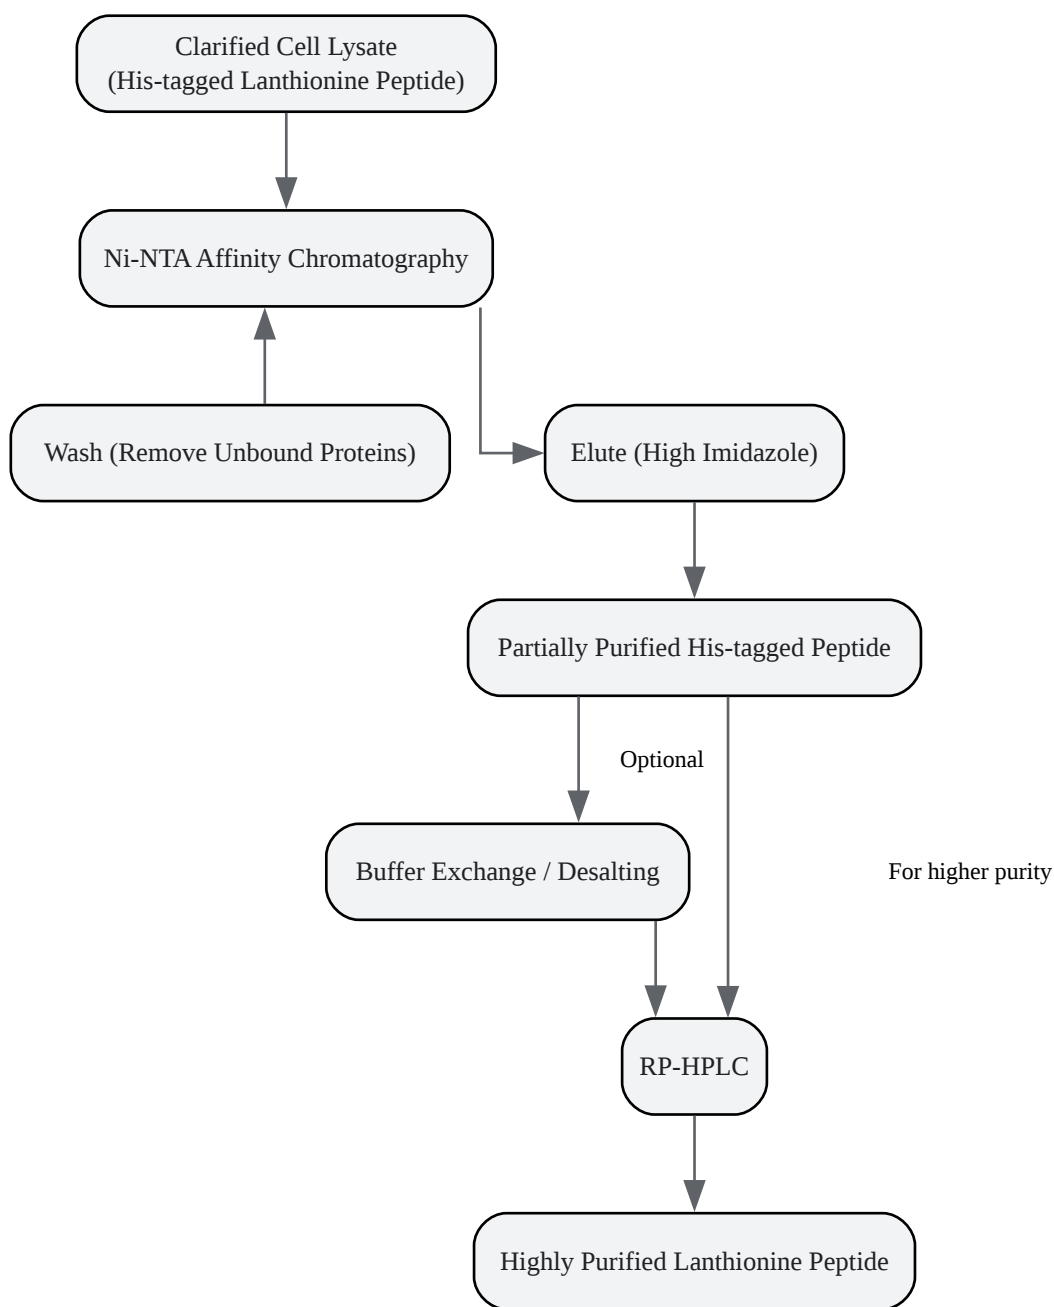 Clarified Cell Lysate
(His-tagged Lanthionine Peptide)
Ni-NTA Affinity Chromatography
Wash (Remove Unbound Proteins)
Elute (High Imidazole)
Partially Purified His-tagged Peptide
Optional
Buffer Exchange / Desalting
For higher purity
RP-HPLC
Highly Purified Lanthionine Peptide